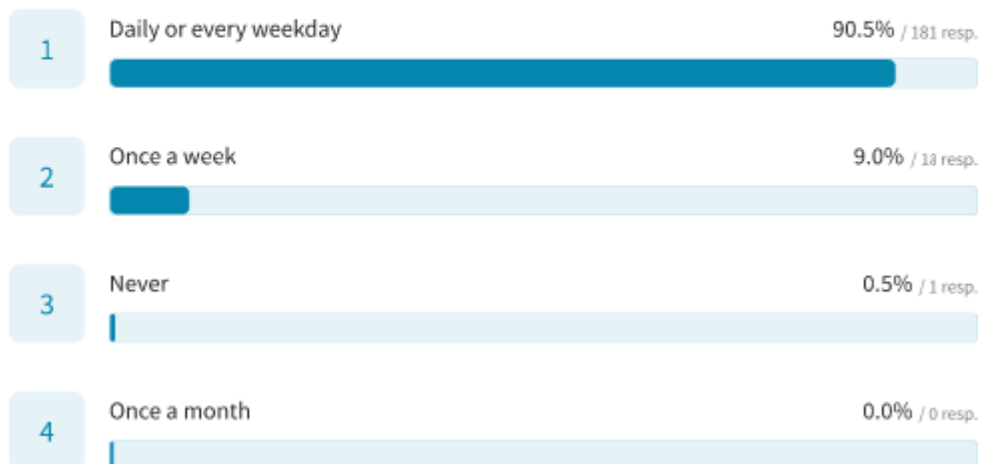 1
Daily or every weekday 90.5% / 181 resp.
2
Once a week 9.0% / 18 resp.
3
Never 0.5% / 1 resp.
4
Once a month 0.0% / 0 resp.